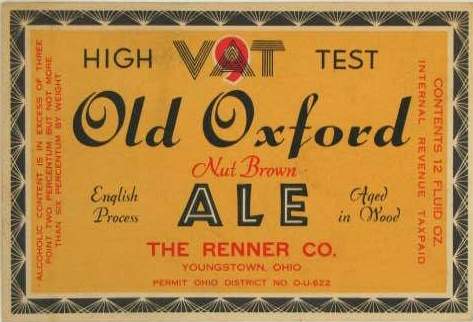 HIGH VAT 9 TEST
Old Oxford
Nut Brown
English Process
ALE
Aged in Wood
THE RENNER CO.
YOUNGSTOWN, OHIO
PERMIT OHIO DISTRICT NO O-U-622
ALCOHOLIC CONTENT IS IN EXCESS OF THREE
POINT TWO PERCENTUM BUT NOT MORE
THAN SIX PERCENTUM BY WEIGHT
CONTENTS 12 FLUID OZ.
INTERNAL REVENUE TAXPAID